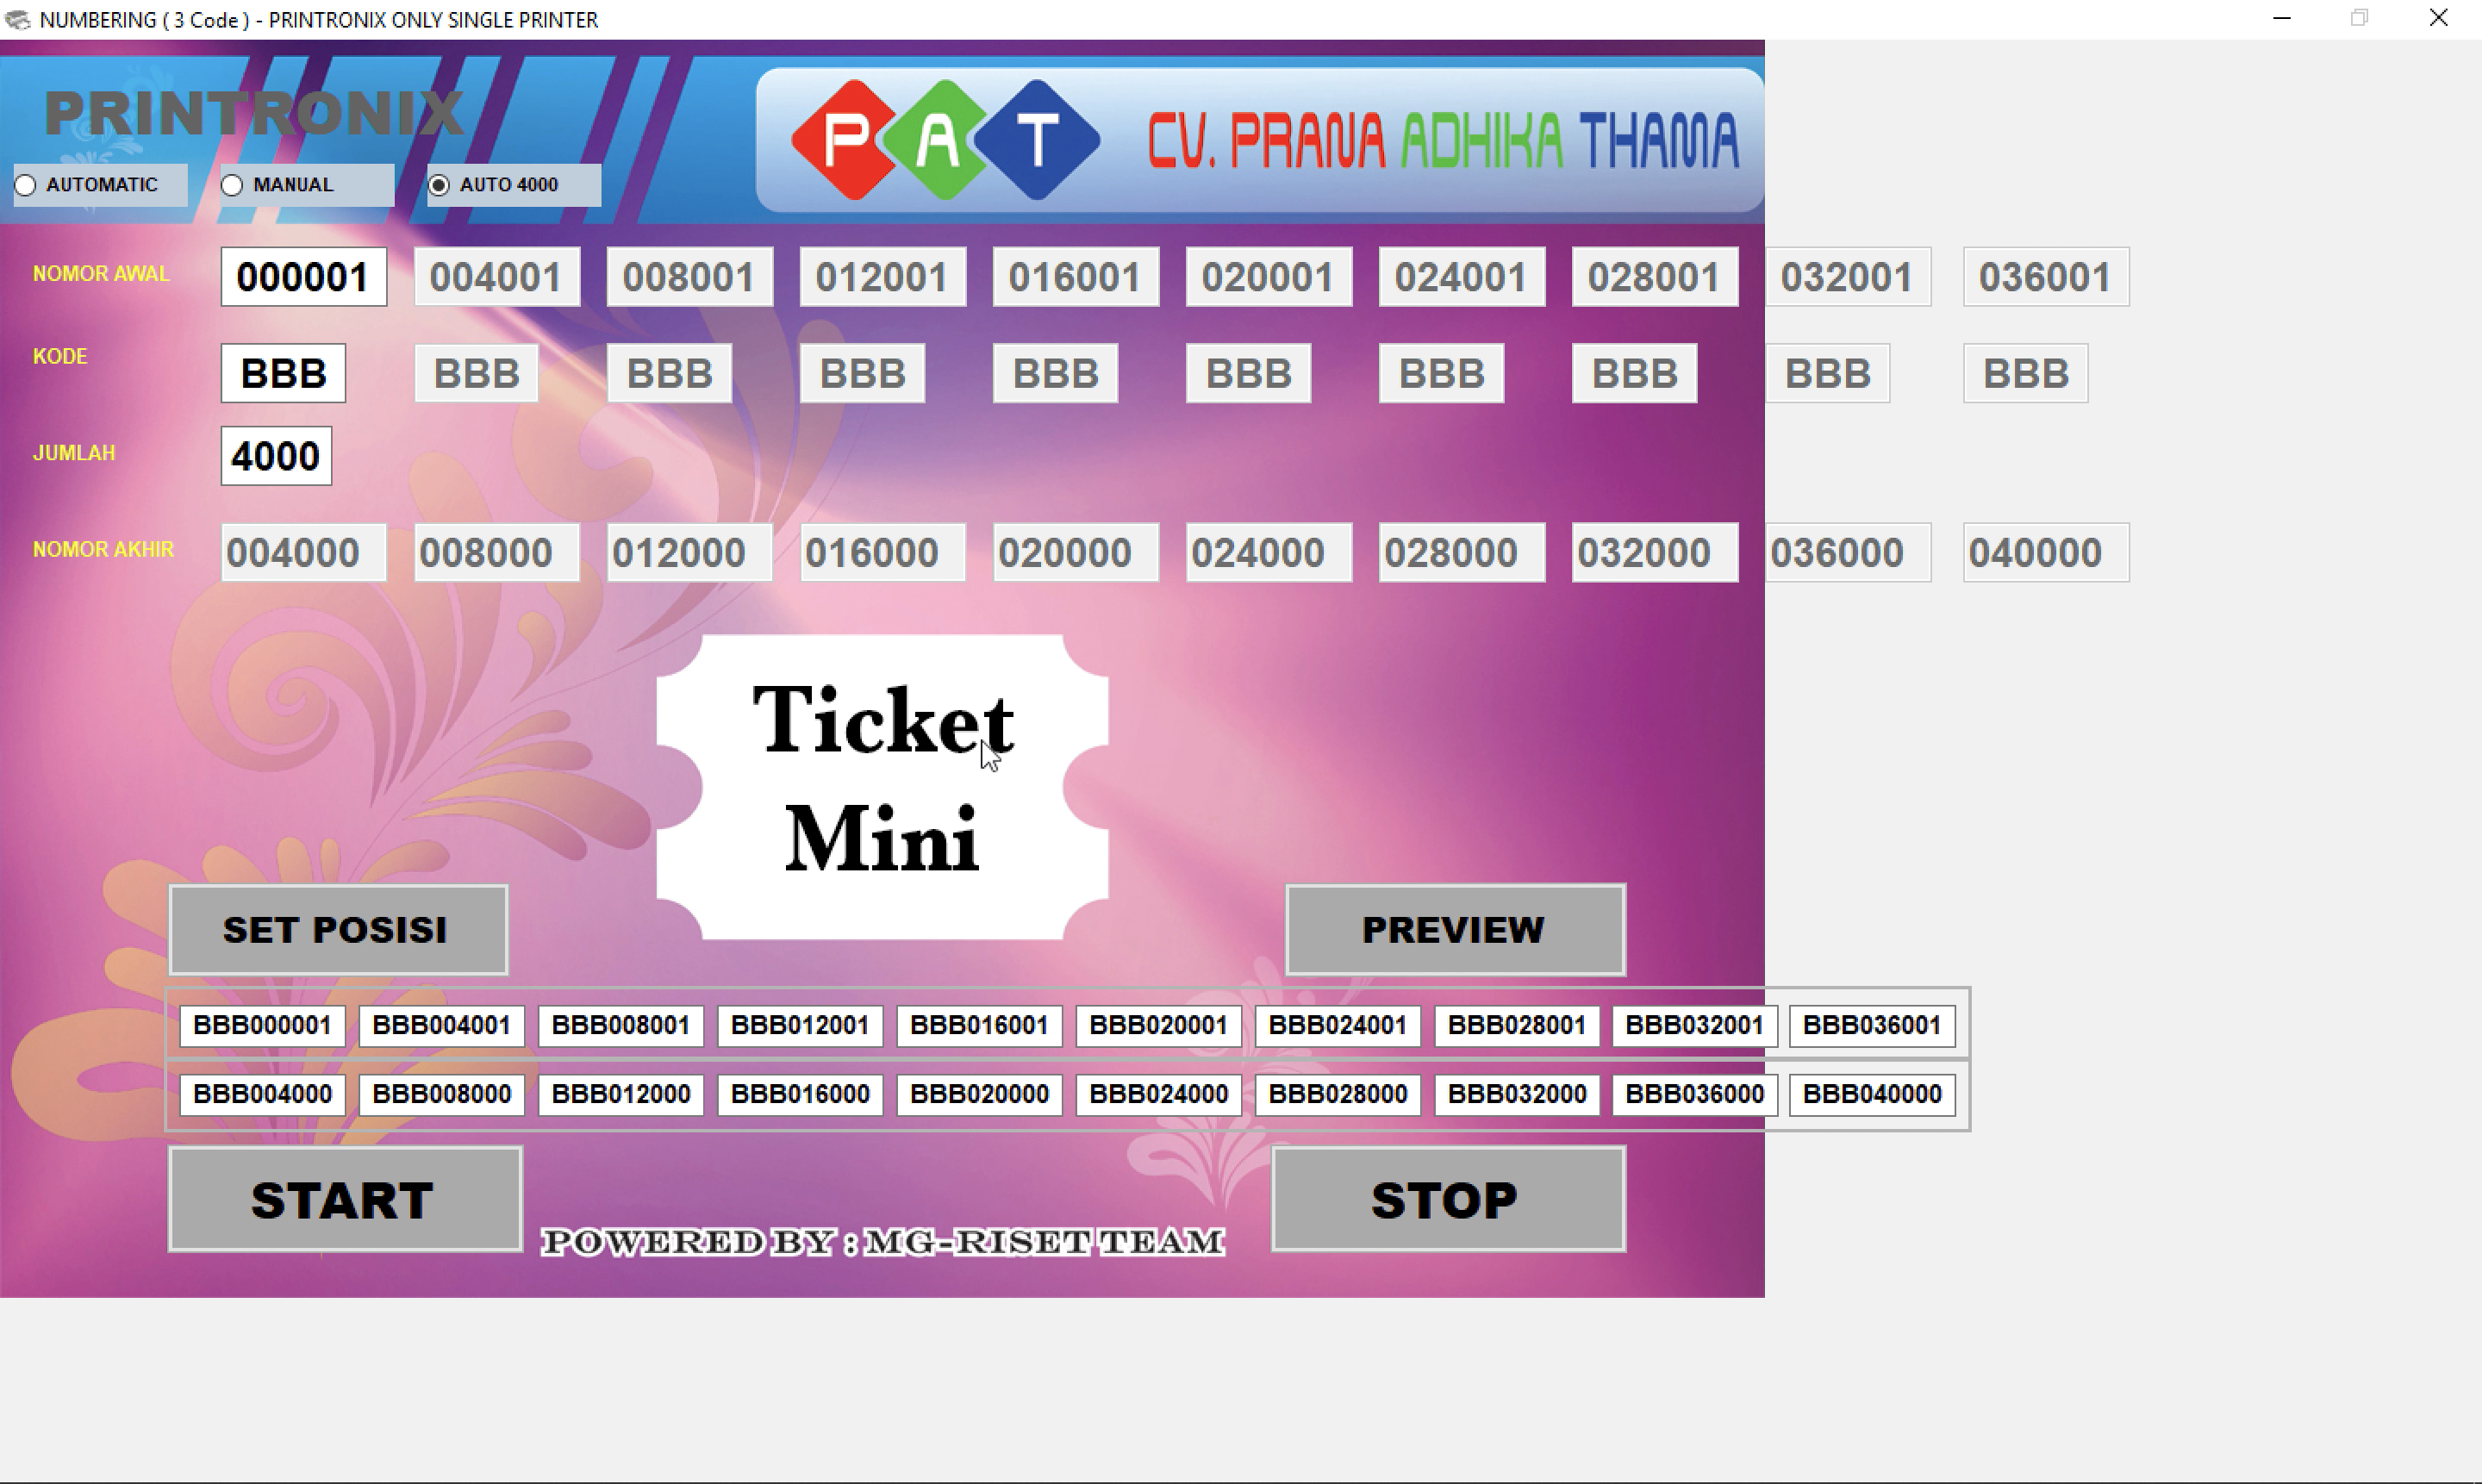 NUMBERING ( 3 Code ) - PRINTRONIX ONLY SINGLE PRINTER
PRINTRONIX
PAT CV. PRANA ADHIKA THAMA
AUTOMATIC MANUAL AUTO 4000
NOMOR AWAL 000001 004001 008001 012001 016001 020001 024001 028001 032001 036001
KODE BBB BBB BBB BBB BBB BBB BBB BBB BBB BBB
JUMLAH 4000
NOMOR AKHIR 004000 008000 012000 016000 020000 024000 028000 032000 036000 040000
Ticket
Mini
SET POSISI PREVIEW
BBB000001 BBB004001 BBB008001 BBB012001 BBB016001 BBB020001 BBB024001 BBB028001 BBB032001 BBB036001
BBB004000 BBB008000 BBB012000 BBB016000 BBB020000 BBB024000 BBB028000 BBB032000 BBB036000 BBB040000
START STOP
POWERED BY : MG-RISET TEAM